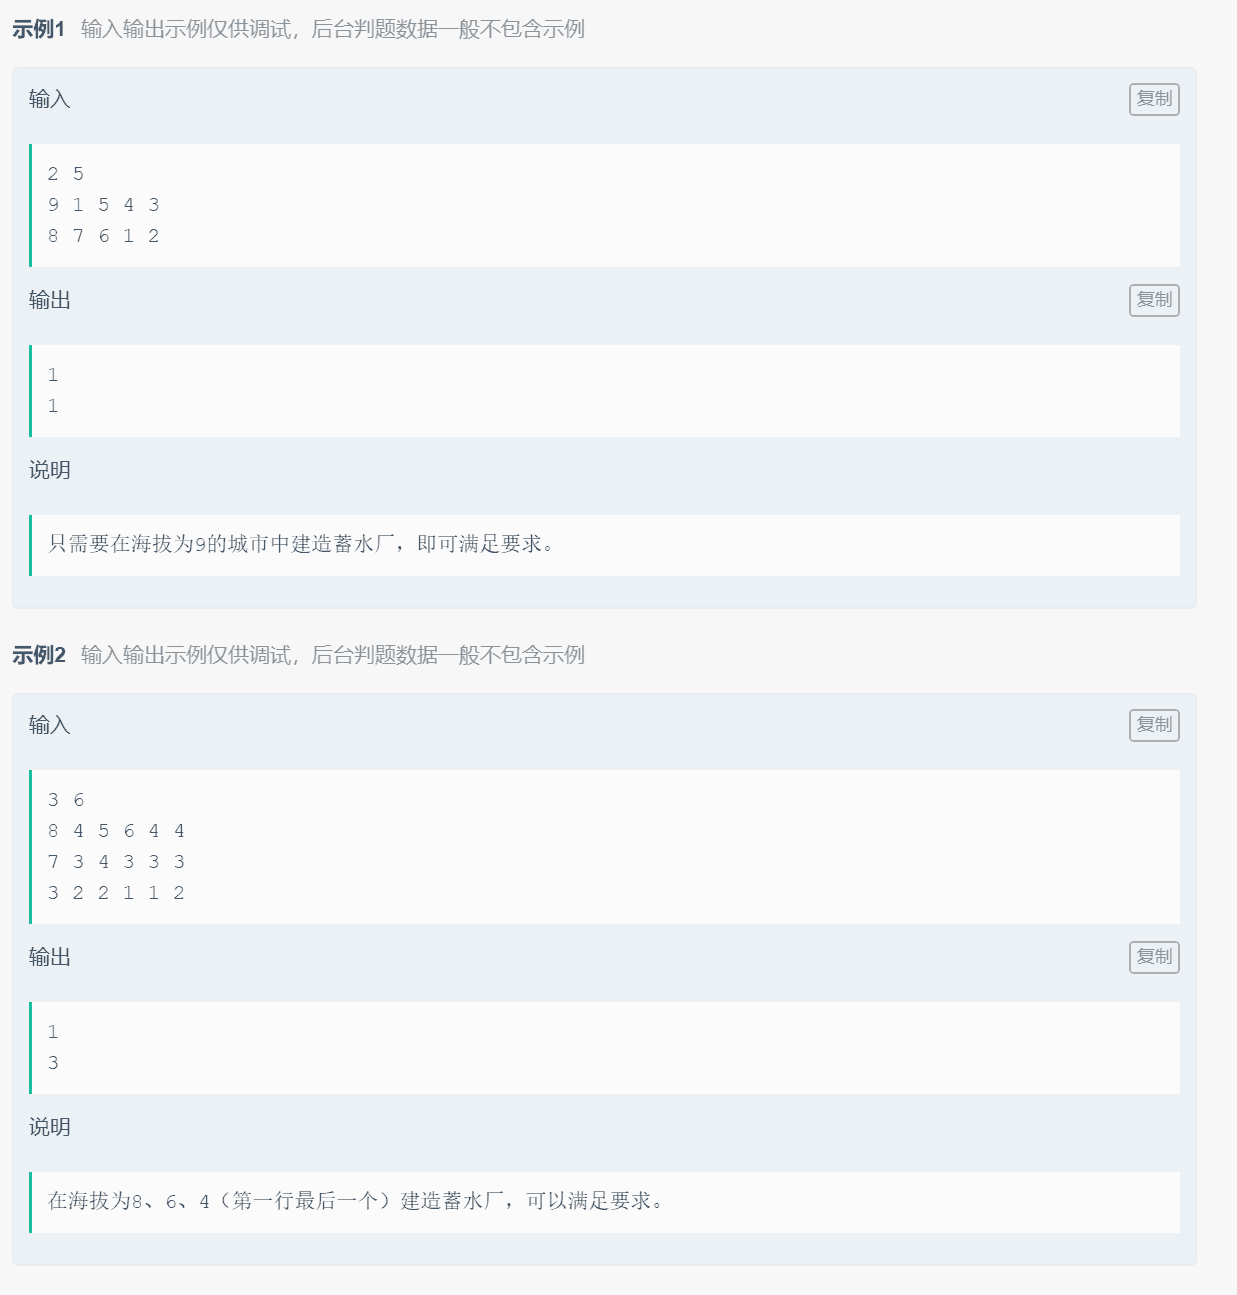 示例1 输入输出示例仅供调试，后台判题数据一般不包含示例
输入
复制
2 5
9 1 5 4 3
8 7 6 1 2
输出
复制
1
1
说明
只需要在海拔为9的城市中建造蓄水厂，即可满足要求。
示例2 输入输出示例仅供调试，后台判题数据一般不包含示例
输入
复制
3 6
8 4 5 6 4 4
7 3 4 3 3 3
3 2 2 1 1 2
输出
复制
1
3
说明
在海拔为8、6、4（第一行最后一个）建造蓄水厂，可以满足要求。